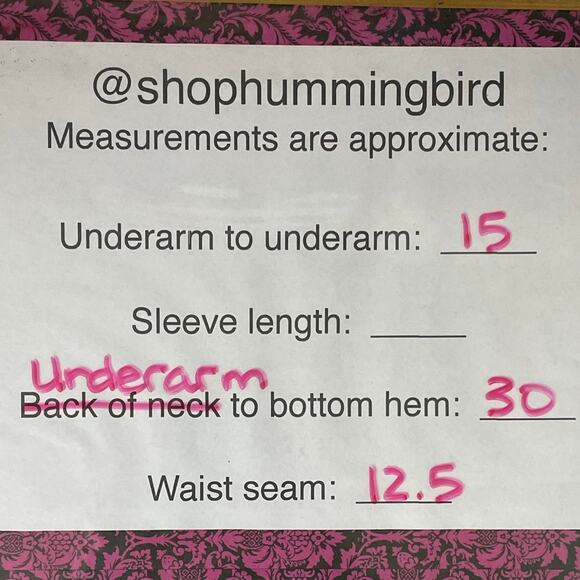 @shophummingbird
Measurements are approximate:
Underarm to underarm: 15
Sleeve length: ____
Underarm
Back of neck to bottom hem: 30
Waist seam: 12.5